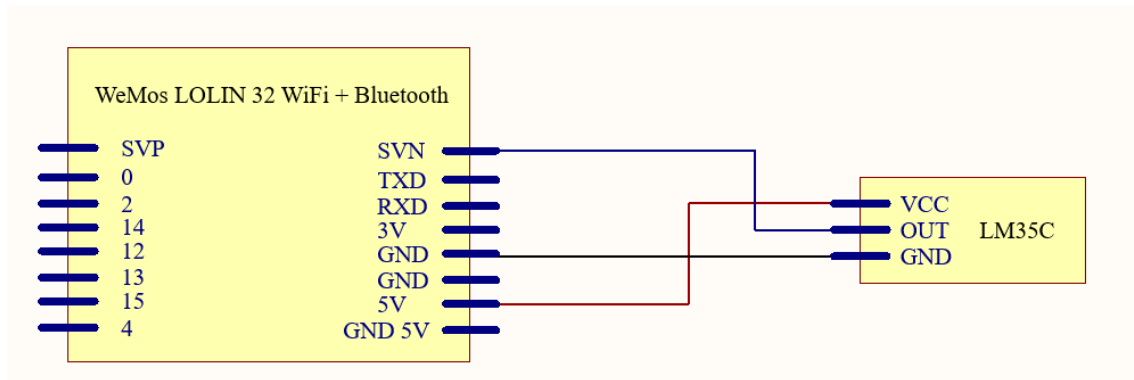 WeMos LOLIN 32 WiFi + Bluetooth
SVP
0
2
14
12
13
15
4
SVN
TXD
RXD
3V
GND
GND
5V
GND 5V
VCC
OUT
GND
LM35C